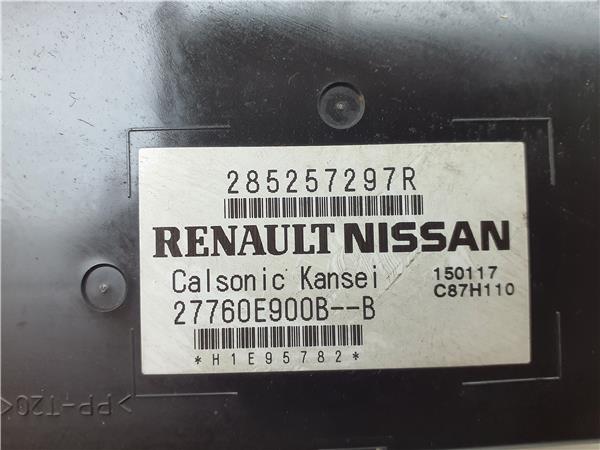 285257297R
RENAULT NISSAN
Calsonic Kansei 150117
27760E900B--B C87H110
*H1E95782*
>PP-T20<